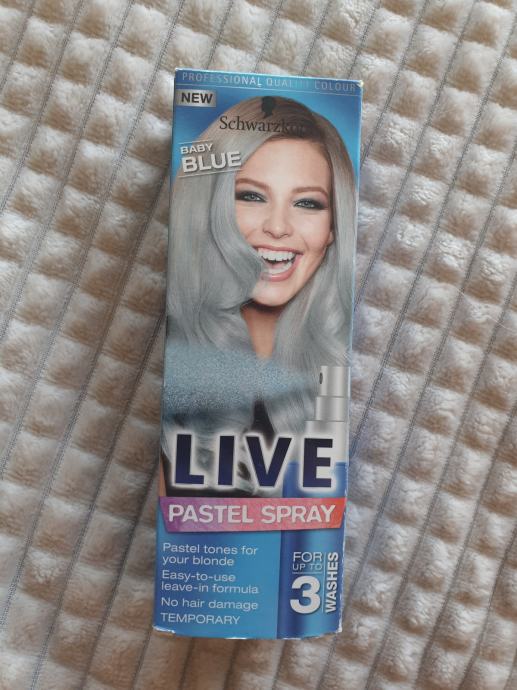 PROFESSIONAL QUALITY COLOUR
NEW
Schwarzkopf
BABY
BLUE
LIVE
PASTEL SPRAY
Pastel tones for
your blonde
Easy-to-use
leave-in formula
No hair damage
TEMPORARY
FOR
UP TO
3
WASHES